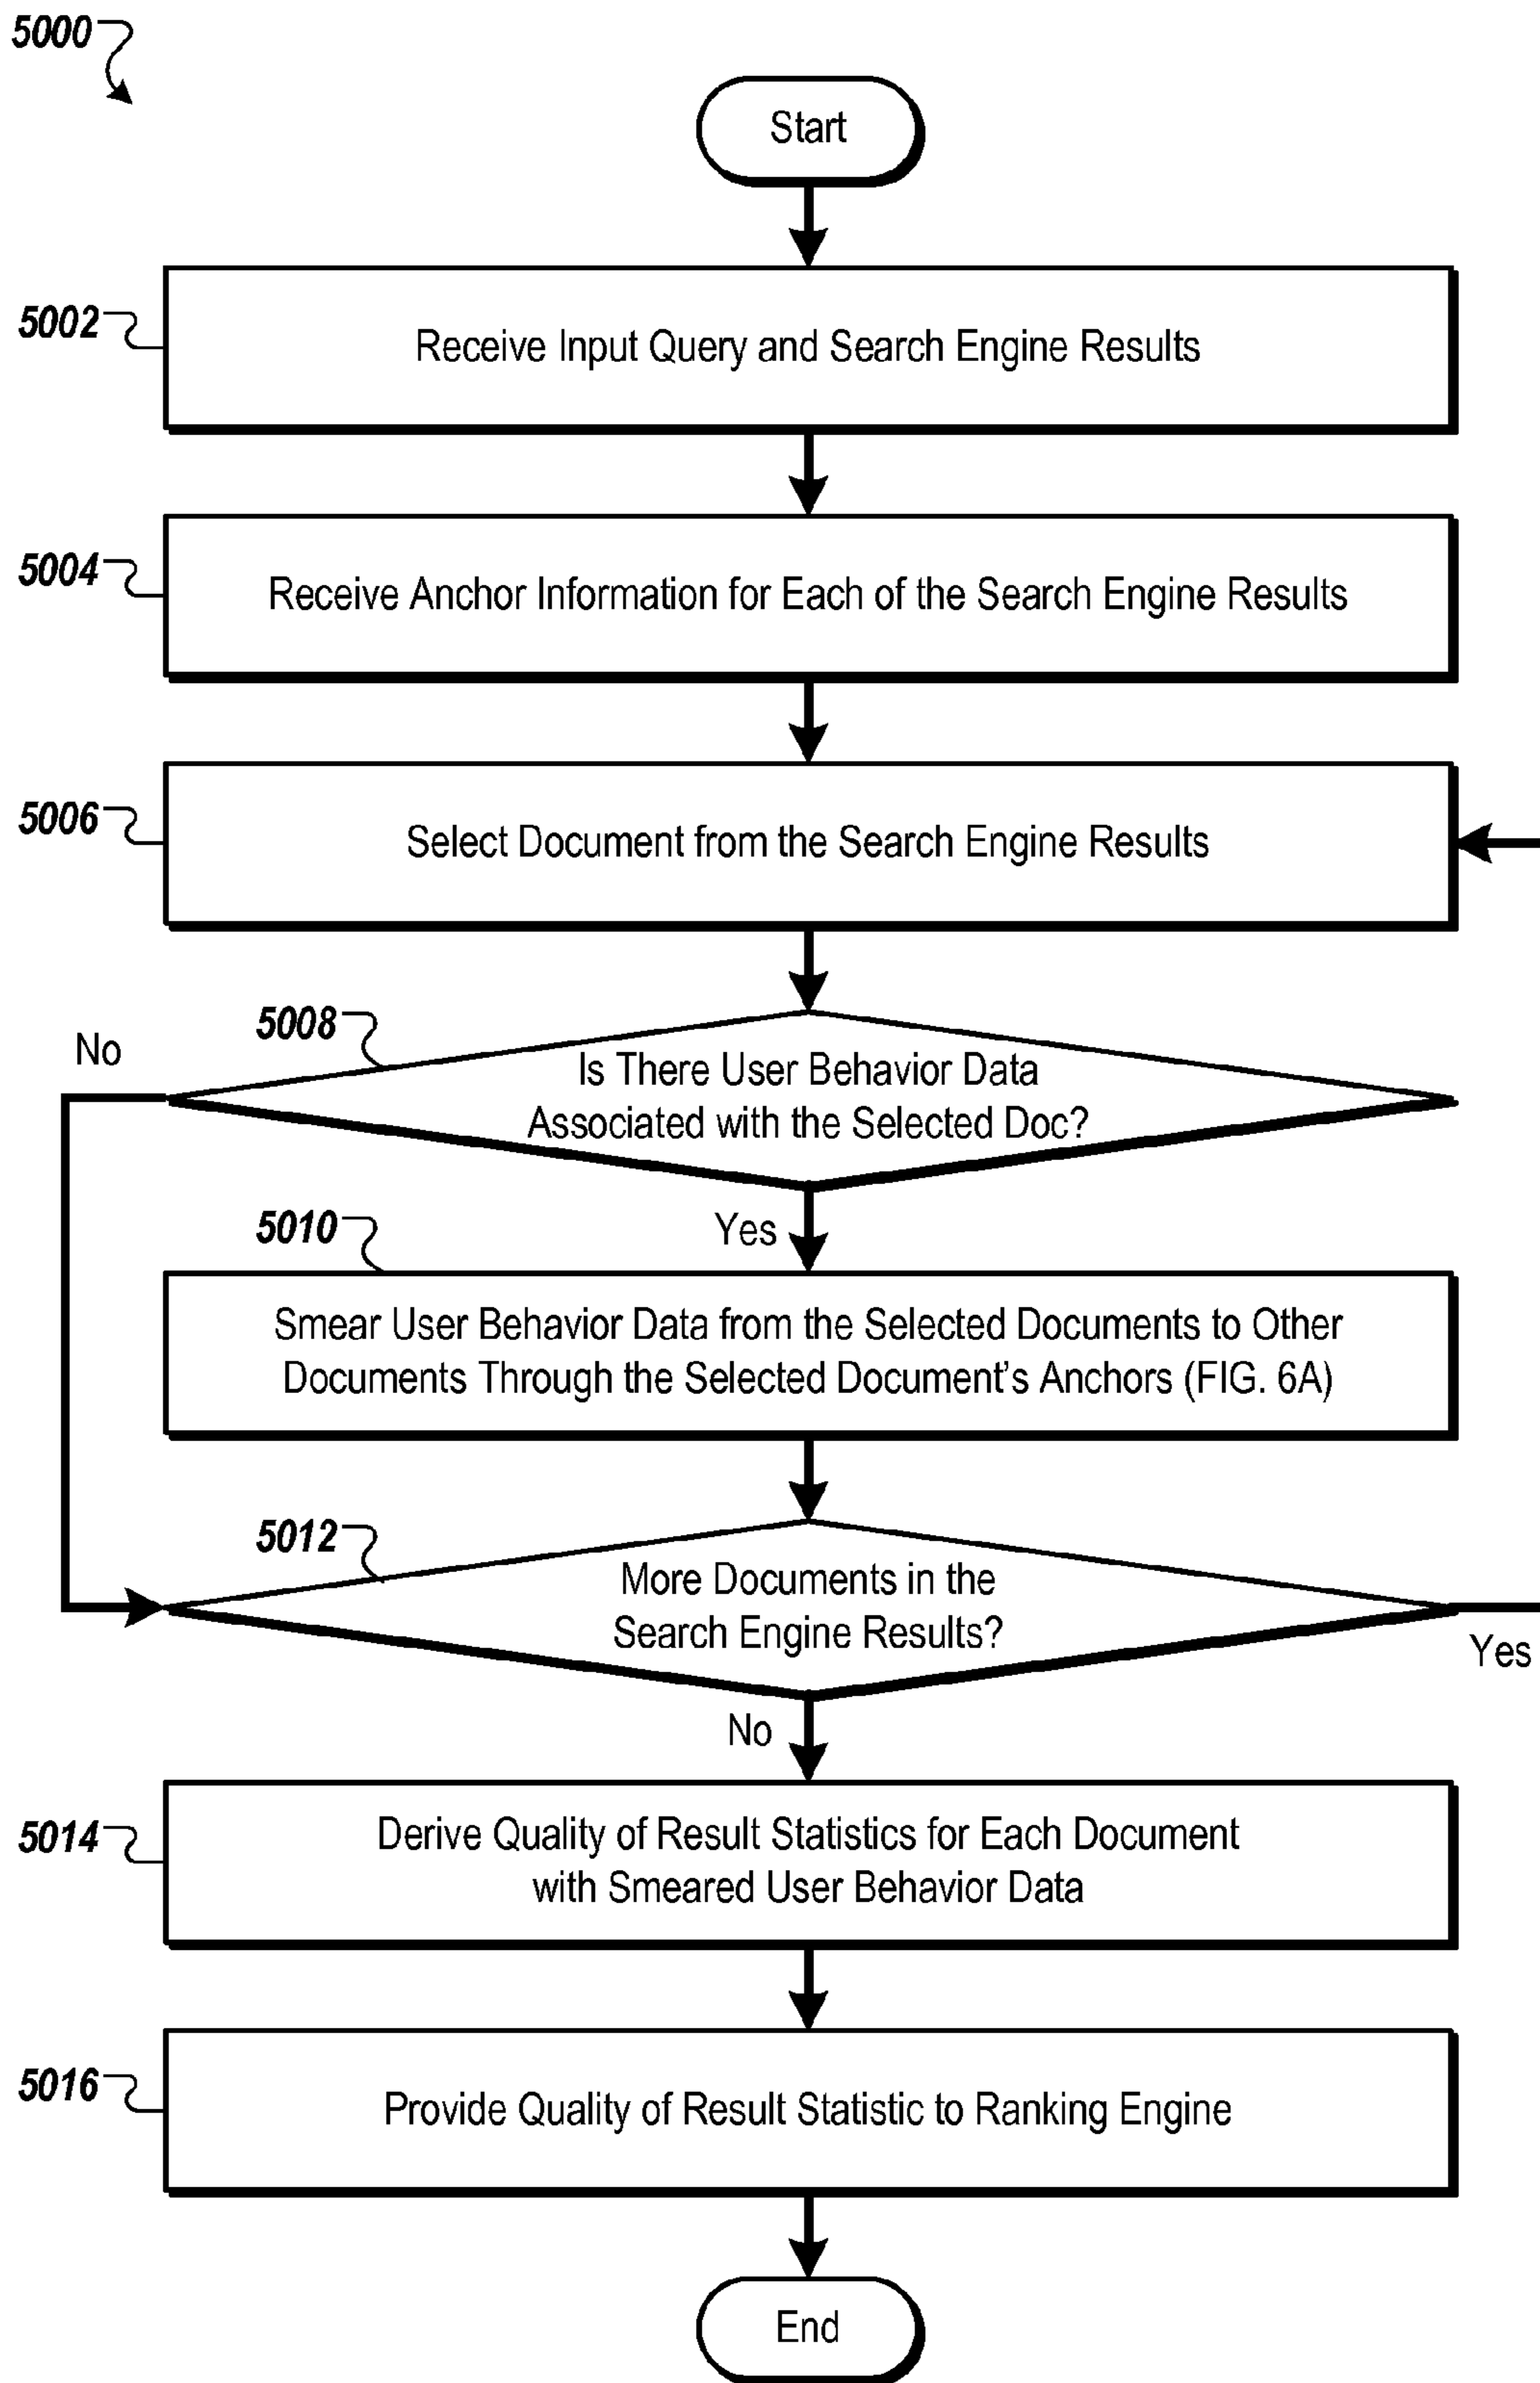 5000
Start
5002
Receive Input Query and Search Engine Results
5004
Receive Anchor Information for Each of the Search Engine Results
5006
Select Document from the Search Engine Results
5008
No
Is There User Behavior Data
Associated with the Selected Doc?
Yes
5010
Smear User Behavior Data from the Selected Documents to Other
Documents Through the Selected Document's Anchors (FIG. 6A)
5012
More Documents in the
Search Engine Results?
Yes
No
5014
Derive Quality of Result Statistics for Each Document
with Smeared User Behavior Data
5016
Provide Quality of Result Statistic to Ranking Engine
End